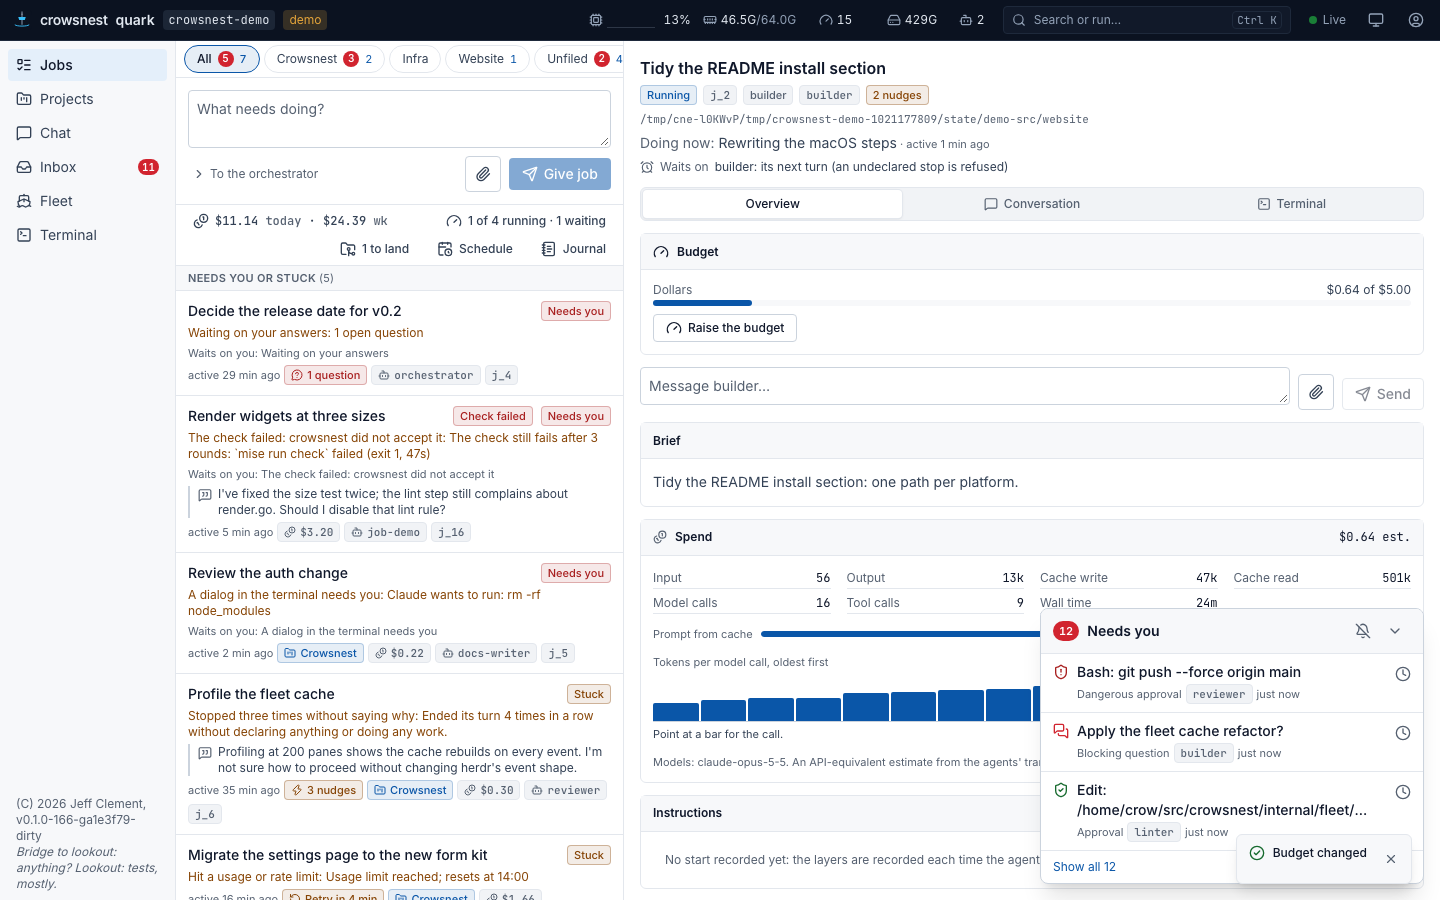 crowsnest quark crowsnest-demo demo
13% 46.5G/64.0G 15 429G 2 Search or run... Ctrl K Live
Jobs
Projects
Chat
Inbox 11
Fleet
Terminal
(C) 2026 Jeff Clement,
v0.1.0-166-ga1e3f79-
dirty
Bridge to lookout:
anything? Lookout: tests,
mostly.
All 5 7 Crowsnest 3 2 Infra Website 1 Unfiled 2 4
What needs doing?
To the orchestrator Give job
$11.14 today · $24.39 wk 1 of 4 running · 1 waiting
1 to land Schedule Journal
NEEDS YOU OR STUCK (5)
Decide the release date for v0.2 Needs you
Waiting on your answers: 1 open question
Waits on you: Waiting on your answers
active 29 min ago 1 question orchestrator j_4
Render widgets at three sizes Check failed Needs you
The check failed: crowsnest did not accept it: The check still fails after 3
rounds: `mise run check` failed (exit 1, 47s)
Waits on you: The check failed: crowsnest did not accept it
I've fixed the size test twice; the lint step still complains about
render.go. Should I disable that lint rule?
active 5 min ago $3.20 job-demo j_16
Review the auth change Needs you
A dialog in the terminal needs you: Claude wants to run: rm -rf
node_modules
Waits on you: A dialog in the terminal needs you
active 2 min ago Crowsnest $0.22 docs-writer j_5
Profile the fleet cache Stuck
Stopped three times without saying why: Ended its turn 4 times in a row
without declaring anything or doing any work.
Profiling at 200 panes shows the cache rebuilds on every event. I'm
not sure how to proceed without changing herdr's event shape.
active 35 min ago 3 nudges Crowsnest $0.30 reviewer
j_6
Migrate the settings page to the new form kit Stuck
Hit a usage or rate limit: Usage limit reached; resets at 14:00
active 16 min ago Retry in 4 min Crowsnest $1.66
Tidy the README install section
Running j_2 builder builder 2 nudges
/tmp/cne-l0KWvP/tmp/crowsnest-demo-1021177809/state/demo-src/website
Doing now: Rewriting the macOS steps · active 1 min ago
Waits on builder: its next turn (an undeclared stop is refused)
Overview Conversation Terminal
Budget
Dollars $0.64 of $5.00
Raise the budget
Message builder... Send
Brief
Tidy the README install section: one path per platform.
Spend $0.64 est.
Input 56 Output 13k Cache write 47k Cache read 501k
Model calls 16 Tool calls 9 Wall time 24m
Prompt from cache
Tokens per model call, oldest first
Point at a bar for the call.
Models: claude-opus-5-5. An API-equivalent estimate from the agents' tra
Instructions
No start recorded yet: the layers are recorded each time the agent
12 Needs you
Bash: git push --force origin main
Dangerous approval reviewer just now
Apply the fleet cache refactor?
Blocking question builder just now
Edit:
/home/crow/src/crowsnest/internal/fleet/...
Approval linter just now
Show all 12
Budget changed